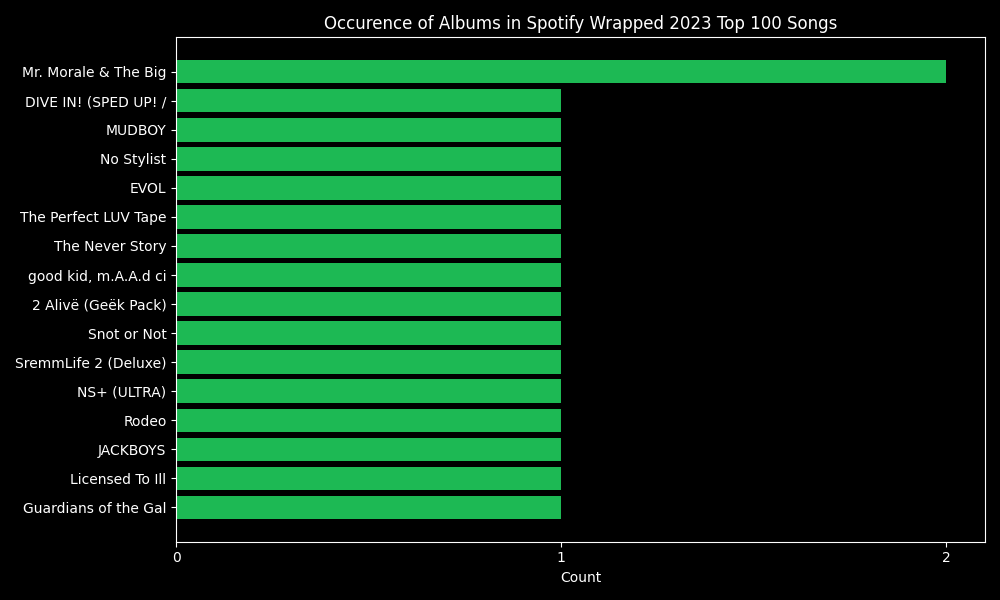 Occurence of Albums in Spotify Wrapped 2023 Top 100 Songs
Mr. Morale & The Big
DIVE IN! (SPED UP! /
MUDBOY
No Stylist
EVOL
The Perfect LUV Tape
The Never Story
good kid, m.A.A.d ci
2 Alivë (Geëk Pack)
Snot or Not
SremmLife 2 (Deluxe)
NS+ (ULTRA)
Rodeo
JACKBOYS
Licensed To Ill
Guardians of the Gal
0 1 2
Count